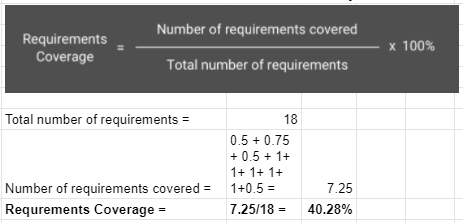 Requirements Coverage = Number of requirements covered / Total number of requirements x 100%
Total number of requirements = 18
0.5 + 0.75
+ 0.5 + 1+
1+ 1+ 1+
Number of requirements covered = 1+0.5 = 7.25
Requrements Coverage = 7.25/18 = 40.28%